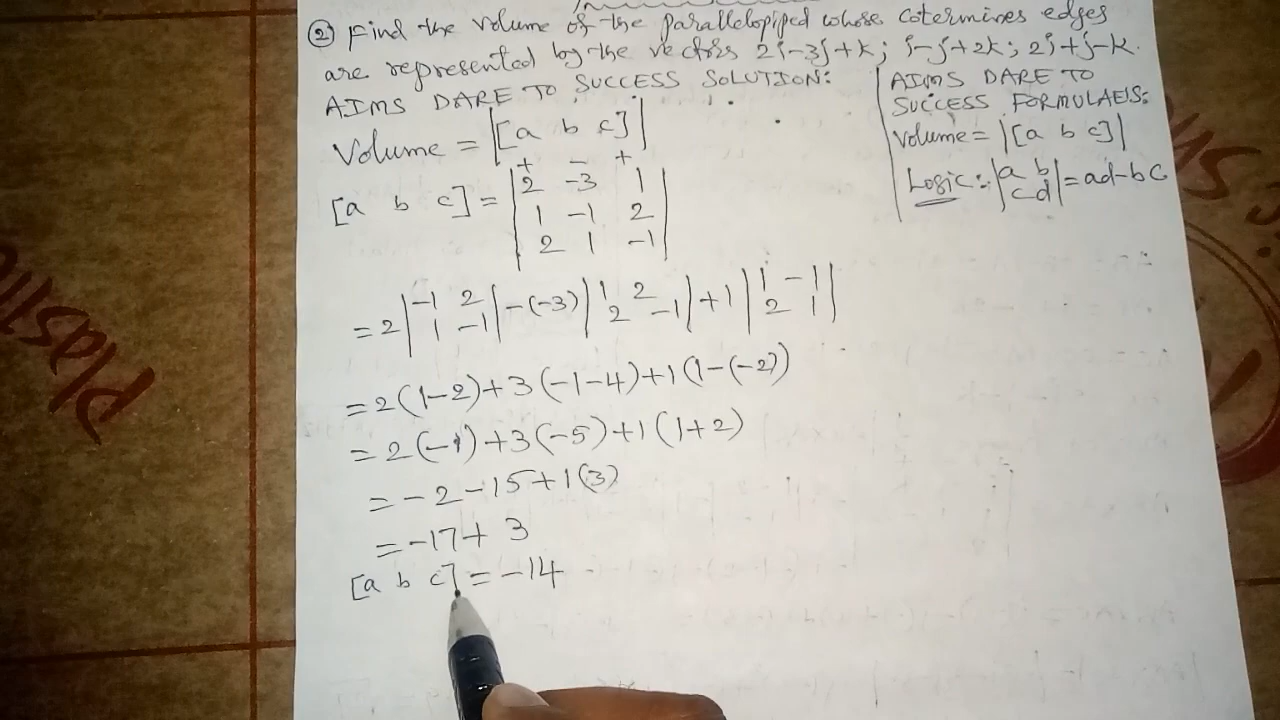 ② Find the volume of the parallelopiped whose cotermines edges
are represented by the vectors 2i-3j+k; i-j+2k; 2i+j-k.
AIMS DARE TO SUCCESS SOLUTION:
Volume = |[a b c]|
+ - +
[a b c] = |2 -3 1|
|1 -1 2|
|2 1 -1|
= 2|-1 2| -(-3)|1 2| +1|1 -1|
|1 -1| |2 -1| |2 1|
= 2(1-2)+3(-1-4)+1(1-(-2))
= 2(-1)+3(-5)+1(1+2)
= -2-15+1(3)
= -17+ 3
[a b c] = -14
AIMS DARE TO
SUCCESS FORMULAEIS:
Volume = |[a b c]|
Logic: |a b| = ad-bc
|c d|